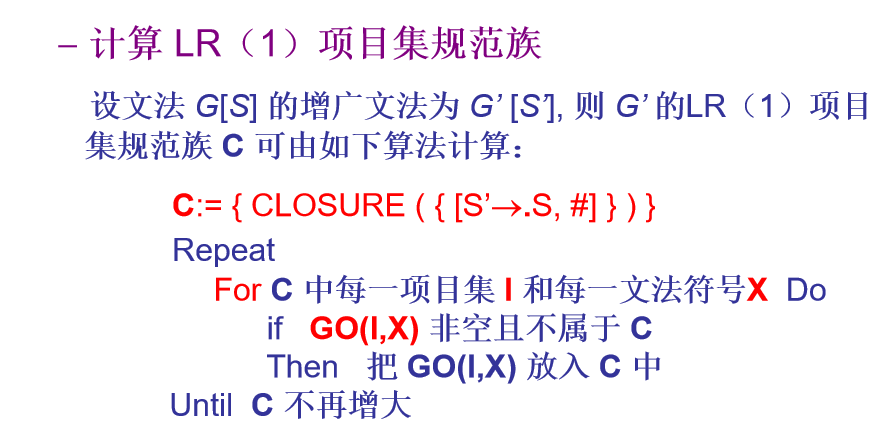 – 计算 LR（1）项目集规范族
设文法 G[S] 的增广文法为 G’ [S’], 则 G’ 的LR（1）项目
集规范族 C 可由如下算法计算：
C:= { CLOSURE ( { [S’→.S, #] } ) }
Repeat
For C 中每一项目集 I 和每一文法符号X Do
if GO(I,X) 非空且不属于 C
Then 把 GO(I,X) 放入 C 中
Until C 不再增大